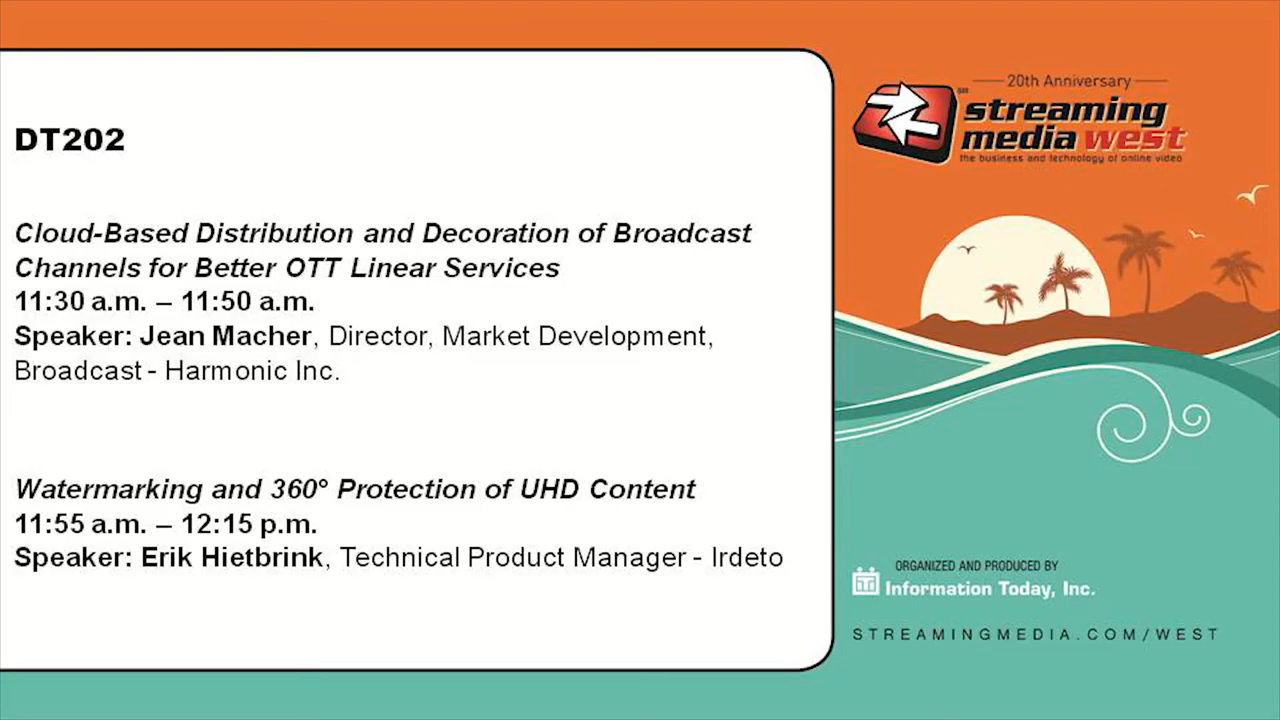 DT202
Cloud-Based Distribution and Decoration of Broadcast
Channels for Better OTT Linear Services
11:30 a.m. – 11:50 a.m.
Speaker: Jean Macher, Director, Market Development,
Broadcast - Harmonic Inc.
Watermarking and 360° Protection of UHD Content
11:55 a.m. – 12:15 p.m.
Speaker: Erik Hietbrink, Technical Product Manager - Irdeto
20th Anniversary
streaming
media west
the business and technology of online video
ORGANIZED AND PRODUCED BY
Information Today, Inc.
STREAMINGMEDIA.COM/WEST